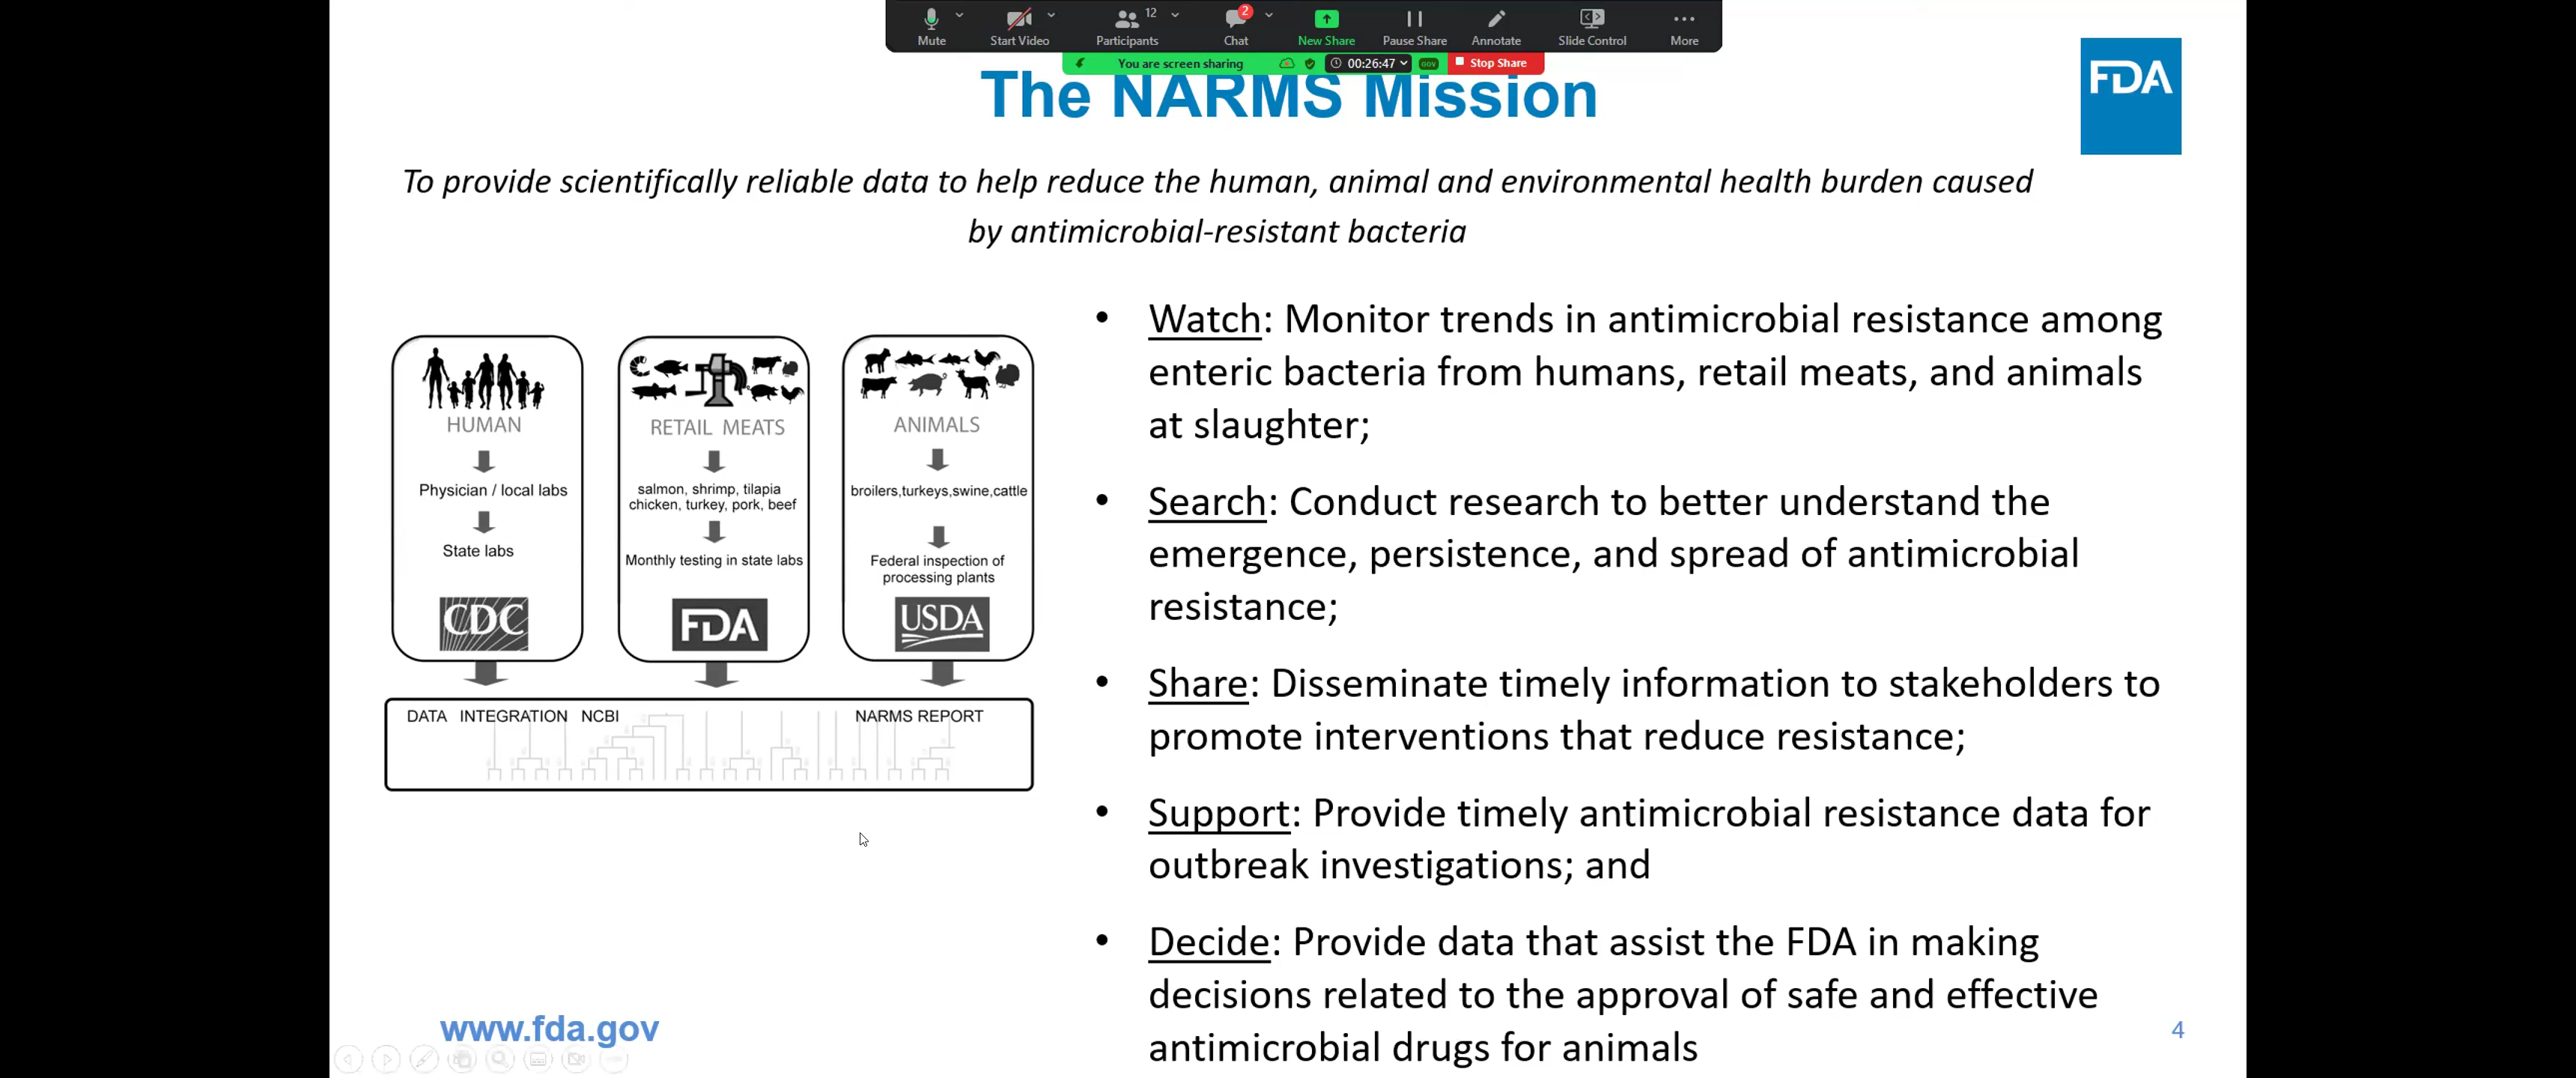 Mute
Start Video
Participants
12
Chat
2
New Share
Pause Share
Annotate
Slide Control
More
You are screen sharing
00:26:47
GOV
Stop Share
The NARMS Mission
FDA
To provide scientifically reliable data to help reduce the human, animal and environmental health burden caused
by antimicrobial-resistant bacteria
HUMAN
Physician / local labs
State labs
CDC
RETAIL MEATS
salmon, shrimp, tilapia
chicken, turkey, pork, beef
Monthly testing in state labs
FDA
ANIMALS
broilers,turkeys,swine,cattle
Federal inspection of
processing plants
USDA
DATA INTEGRATION NCBI
NARMS REPORT
• Watch: Monitor trends in antimicrobial resistance among
enteric bacteria from humans, retail meats, and animals
at slaughter;
• Search: Conduct research to better understand the
emergence, persistence, and spread of antimicrobial
resistance;
• Share: Disseminate timely information to stakeholders to
promote interventions that reduce resistance;
• Support: Provide timely antimicrobial resistance data for
outbreak investigations; and
• Decide: Provide data that assist the FDA in making
decisions related to the approval of safe and effective
antimicrobial drugs for animals
www.fda.gov
4